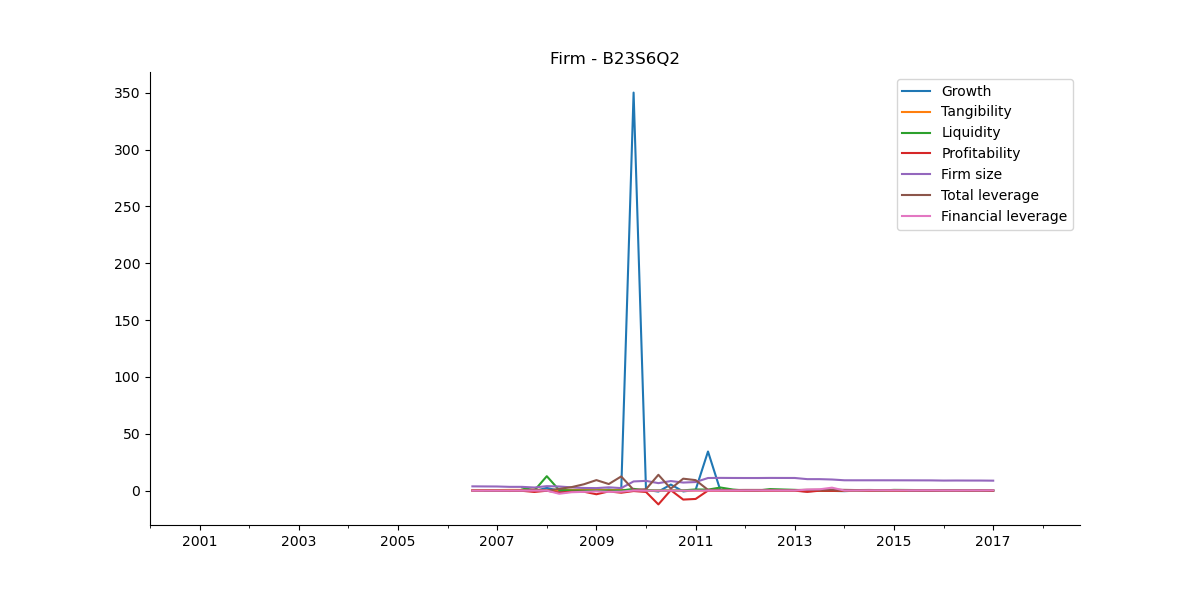 Firm - B23S6Q2
350
300
250
200
150
100
50
0
2001 2003 2005 2007 2009 2011 2013 2015 2017
Growth
Tangibility
Liquidity
Profitability
Firm size
Total leverage
Financial leverage